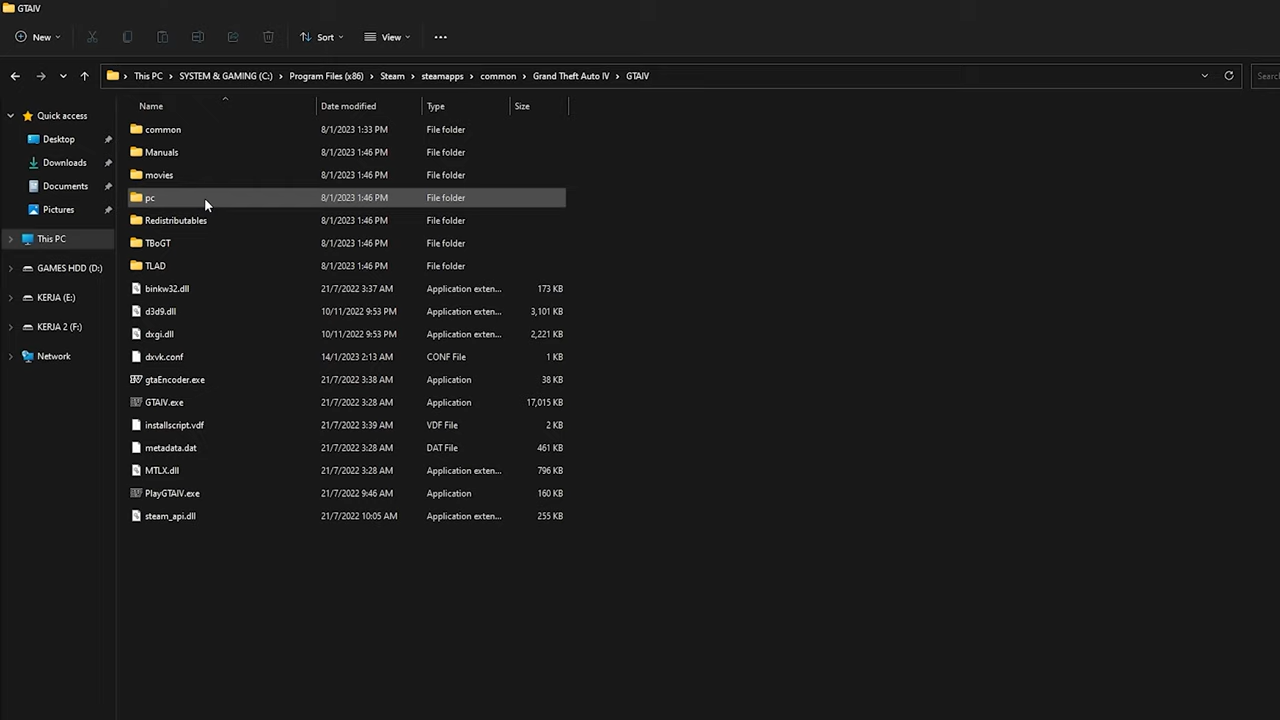 GTAIV
New
Sort
View
This PC > SYSTEM & GAMING (C:) > Program Files (x86) > Steam > steamapps > common > Grand Theft Auto IV > GTAIV
Searc
Quick access
Desktop
Downloads
Documents
Pictures
This PC
GAMES HDD (D:)
KERJA (E:)
KERJA 2 (F:)
Network
Name Date modified Type Size
common 8/1/2023 1:33 PM File folder
Manuals 8/1/2023 1:46 PM File folder
movies 8/1/2023 1:46 PM File folder
pc 8/1/2023 1:46 PM File folder
Redistributables 8/1/2023 1:46 PM File folder
TBoGT 8/1/2023 1:46 PM File folder
TLAD 8/1/2023 1:46 PM File folder
binkw32.dll 21/7/2022 3:37 AM Application exten... 173 KB
d3d9.dll 10/11/2022 9:53 PM Application exten... 3,101 KB
dxgi.dll 10/11/2022 9:53 PM Application exten... 2,221 KB
dxvk.conf 14/1/2023 2:13 AM CONF File 1 KB
gtaEncoder.exe 21/7/2022 3:38 AM Application 38 KB
GTAIV.exe 21/7/2022 3:28 AM Application 17,015 KB
installscript.vdf 21/7/2022 3:39 AM VDF File 2 KB
metadata.dat 21/7/2022 3:28 AM DAT File 461 KB
MTLX.dll 21/7/2022 3:28 AM Application exten... 796 KB
PlayGTAIV.exe 21/7/2022 9:46 AM Application 160 KB
steam_api.dll 21/7/2022 10:05 AM Application exten... 255 KB